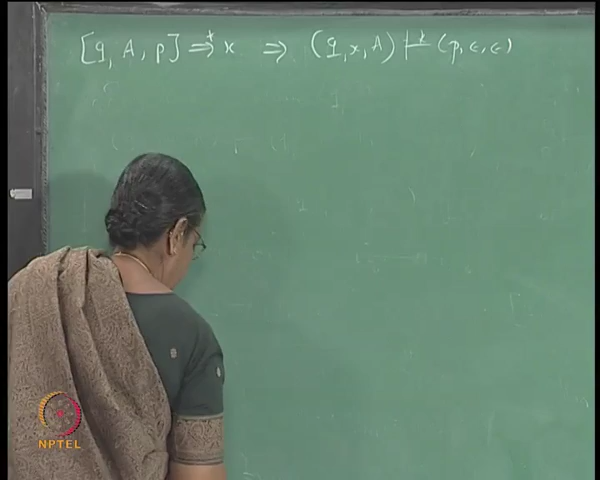 [q, A, p] ⇒* x ⇒ (q, x, A) ⊢* (p, ε, ε)
NPTEL